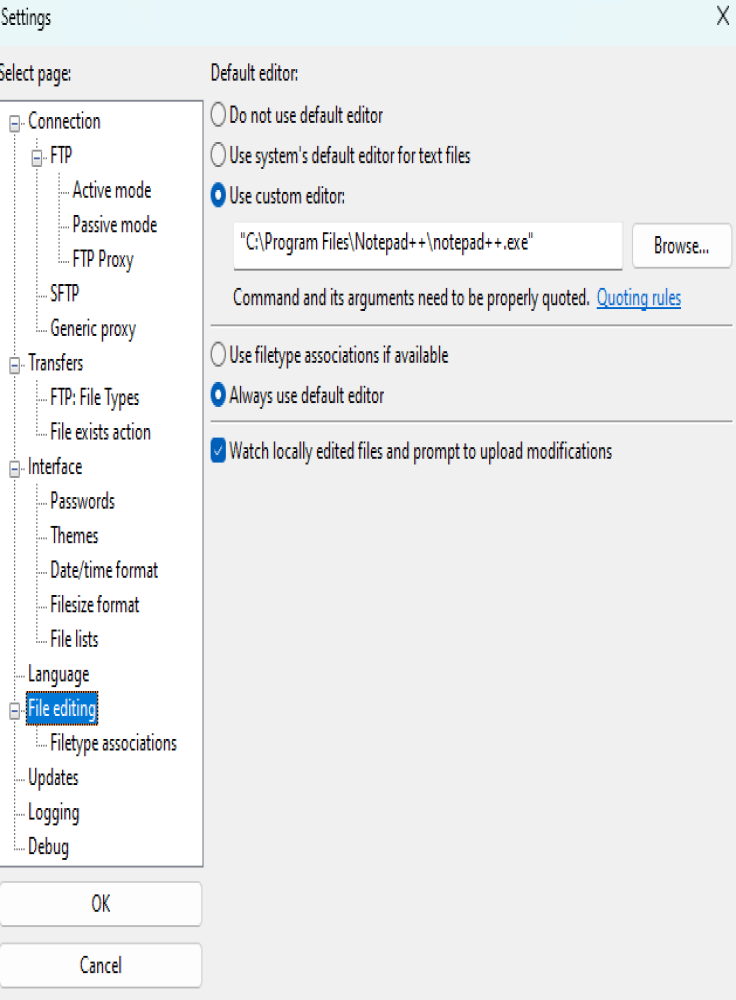 Settings
Select page:
Connection
FTP
Active mode
Passive mode
FTP Proxy
SFTP
Generic proxy
Transfers
FTP: File Types
File exists action
Interface
Passwords
Themes
Date/time format
Filesize format
File lists
Language
File editing
Filetype associations
Updates
Logging
Debug
OK
Cancel
Default editor:
Do not use default editor
Use system's default editor for text files
Use custom editor:
"C:\Program Files\Notepad++\notepad++.exe"
Browse...
Command and its arguments need to be properly quoted. Quoting rules
Use filetype associations if available
Always use default editor
Watch locally edited files and prompt to upload modifications